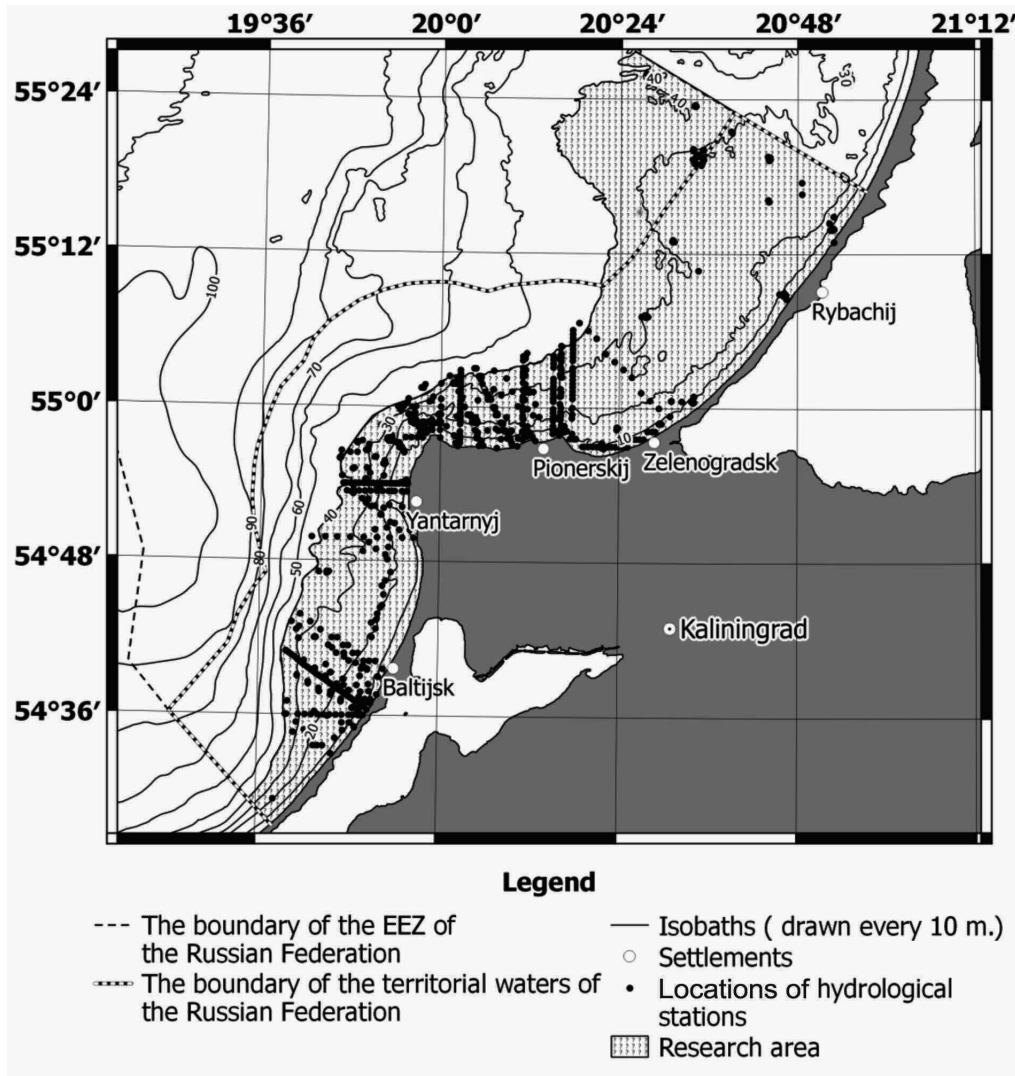 19°36′ 20°00′ 20°24′ 20°48′ 21°12′
55°24′
55°12′
55°0′
54°48′
54°36′
40
40
30
100
70
30
10
90
80
60
50
40
20
Rybachij
Pionerskij
Zelenogradsk
Yantarnyj
Kaliningrad
Baltijsk
Legend
The boundary of the EEZ of
the Russian Federation
The boundary of the territorial waters of
the Russian Federation
Isobaths ( drawn every 10 m.)
Settlements
Locations of hydrological
stations
Research area